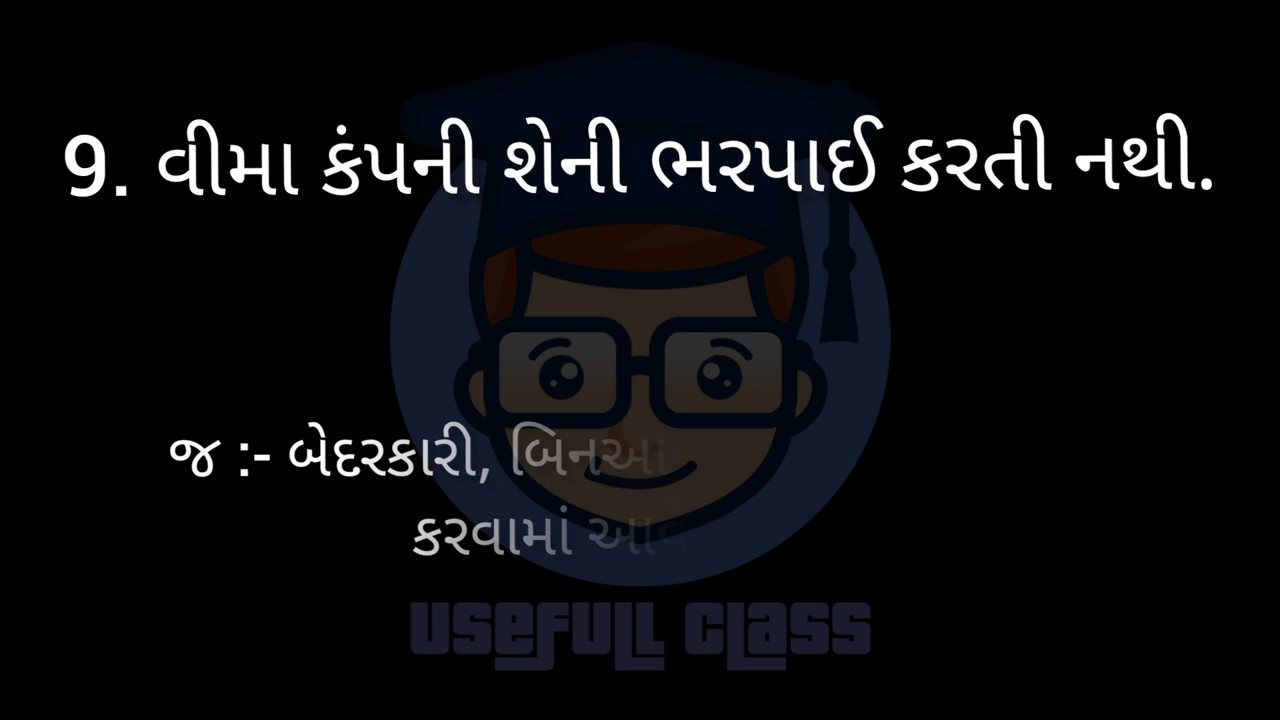 9. વીમા કંપની શેની ભરપાઈ કરતી નથી.
જ :- બેદરકારી,
કરવામાં
USEFULL CLASS